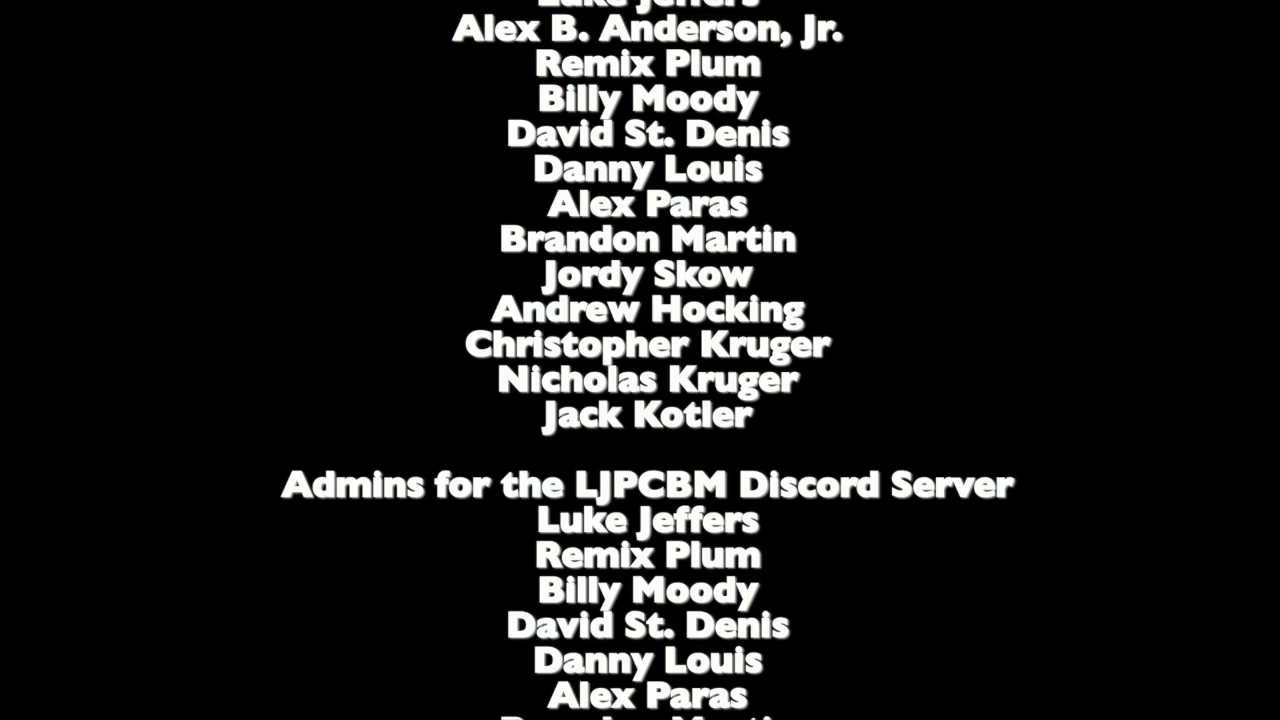 Luke Jeffers
Alex B. Anderson, Jr.
Remix Plum
Billy Moody
David St. Denis
Danny Louis
Alex Paras
Brandon Martin
Jordy Skow
Andrew Hocking
Christopher Kruger
Nicholas Kruger
Jack Kotler
Admins for the LJPCBM Discord Server
Luke Jeffers
Remix Plum
Billy Moody
David St. Denis
Danny Louis
Alex Paras